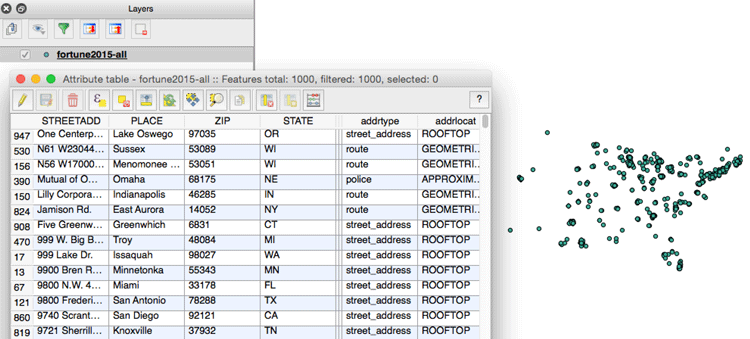 Layers
fortune2015-all
Attribute table - fortune2015-all :: Features total: 1000, filtered: 1000, selected: 0
ε
?
STREETADD PLACE ZIP STATE addrtype addrlocat
947 One Centerp... Lake Oswego 97035 OR street_address ROOFTOP
530 N61 W23044... Sussex 53089 WI route GEOMETRI...
156 N56 W17000... Menomonee ... 53051 WI route GEOMETRI...
390 Mutual of O... Omaha 68175 NE police APPROXIM...
150 Lilly Corpora... Indianapolis 46285 IN route GEOMETRI...
824 Jamison Rd. East Aurora 14052 NY route GEOMETRI...
908 Five Greenw... Greenwhich 6831 CT street_address ROOFTOP
470 999 W. Big B... Troy 48084 MI street_address ROOFTOP
17 999 Lake Dr. Issaquah 98027 WA street_address ROOFTOP
13 9900 Bren R... Minnetonka 55343 MN street_address ROOFTOP
67 9800 N.W. 4... Miami 33178 FL street_address ROOFTOP
121 9800 Frederi... San Antonio 78288 TX street_address ROOFTOP
860 9740 Scrant... San Diego 92121 CA street_address ROOFTOP
819 9721 Sherrill... Knoxville 37932 TN street_address ROOFTOP